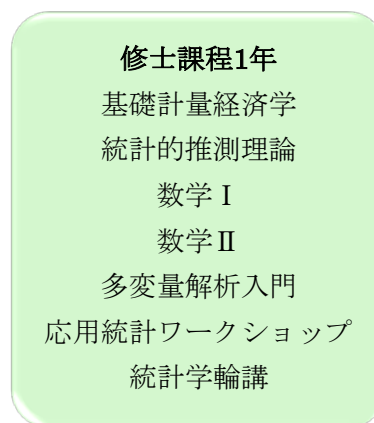 修士課程1年
基礎計量経済学
統計的推測理論
数学Ⅰ
数学Ⅱ
多変量解析入門
応用統計ワークショップ
統計学輪講